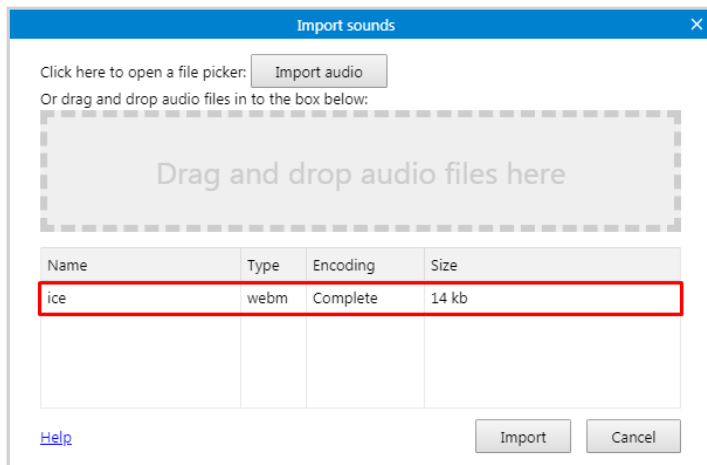 Import sounds
Click here to open a file picker: Import audio
Or drag and drop audio files in to the box below:
Drag and drop audio files here
Name Type Encoding Size
ice webm Complete 14 kb
Help Import Cancel